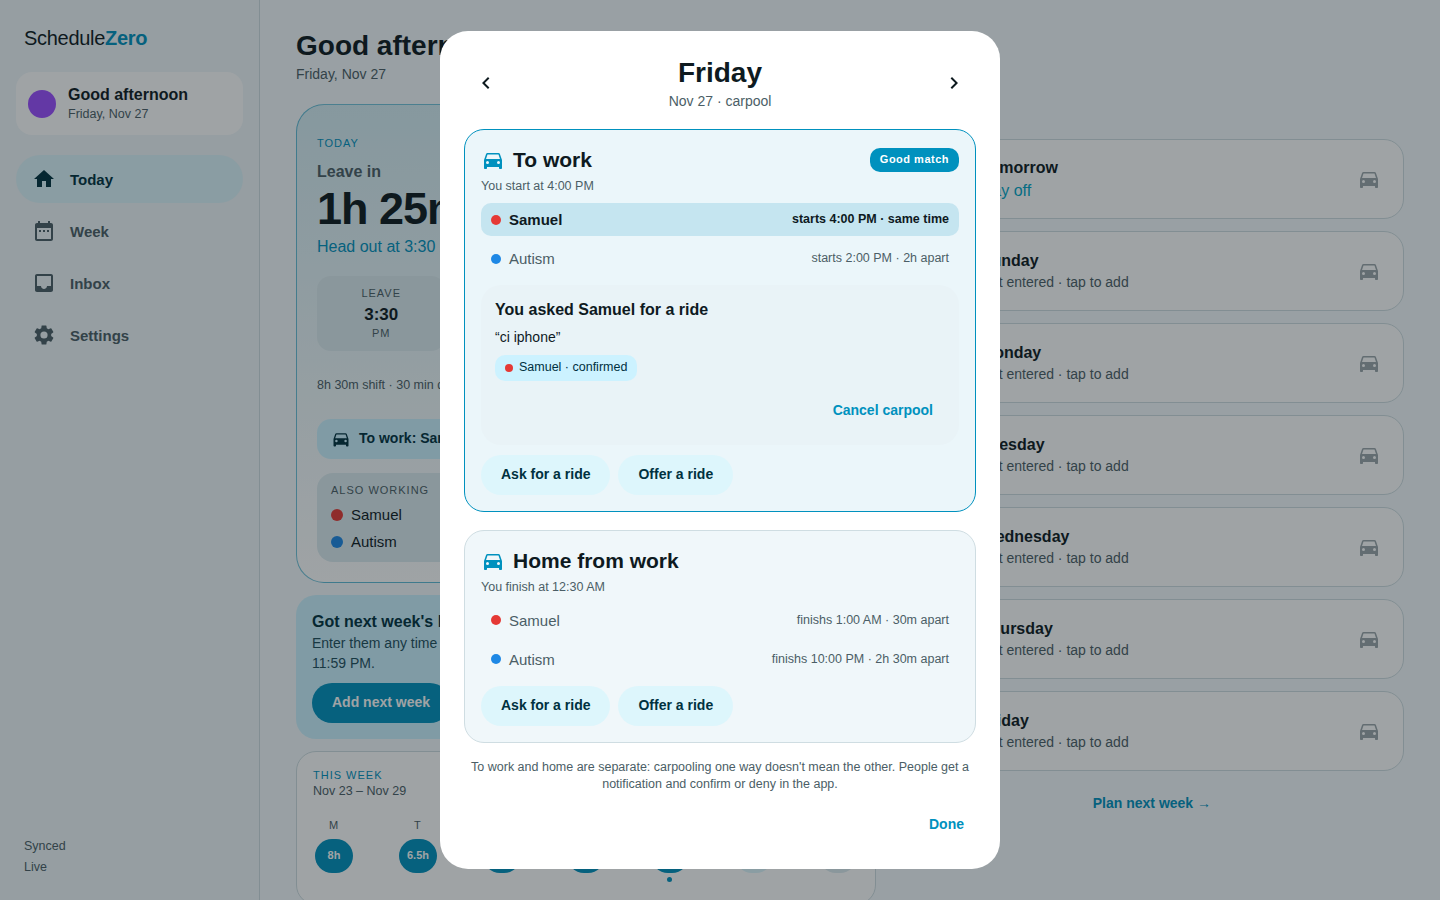 ScheduleZero
Good afternoon
Friday, Nov 27
Today
Week
Inbox
Settings
Synced
Live
Good aftern
Friday, Nov 27
TODAY
Leave in
1h 25m
Head out at 3:30
LEAVE
3:30
PM
8h 30m shift · 30 min
To work: Sam
ALSO WORKING
Samuel
Autism
Got next week's
Enter them any time
11:59 PM.
Add next week
THIS WEEK
Nov 23 – Nov 29
M
T
8h
6.5h
Friday
Nov 27 · carpool
To work
Good match
You start at 4:00 PM
Samuel
starts 4:00 PM · same time
Autism
starts 2:00 PM · 2h apart
You asked Samuel for a ride
“ci iphone”
Samuel · confirmed
Cancel carpool
Ask for a ride
Offer a ride
Home from work
You finish at 12:30 AM
Samuel
finishs 1:00 AM · 30m apart
Autism
finishs 10:00 PM · 2h 30m apart
Ask for a ride
Offer a ride
To work and home are separate: carpooling one way doesn't mean the other. People get a
notification and confirm or deny in the app.
Done
morrow
y off
nday
t entered · tap to add
onday
t entered · tap to add
esday
t entered · tap to add
ednesday
t entered · tap to add
ursday
t entered · tap to add
day
t entered · tap to add
Plan next week →